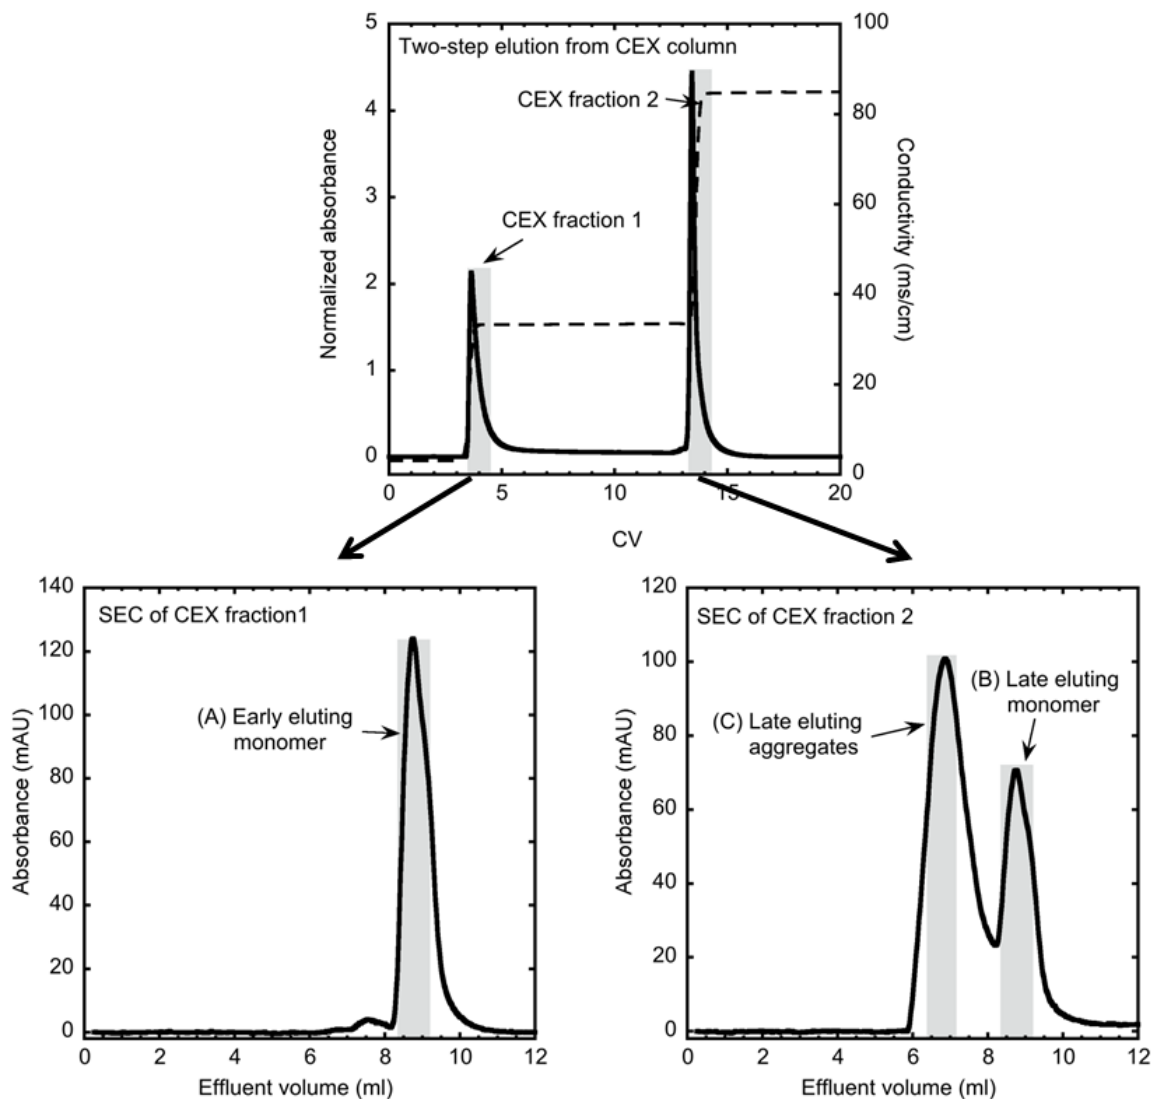 Two-step elution from CEX column
CEX fraction 2
CEX fraction 1
Normalized absorbance
5
4
3
2
1
0
Conductivity (ms/cm)
100
80
60
40
20
0
0 5 10 15 20
CV
SEC of CEX fraction1
(A) Early eluting
monomer
Absorbance (mAU)
140
120
100
80
60
40
20
0
0 2 4 6 8 10 12
Effluent volume (ml)
SEC of CEX fraction 2
(B) Late eluting
monomer
(C) Late eluting
aggregates
Absorbance (mAU)
120
100
80
60
40
20
0
0 2 4 6 8 10 12
Effluent volume (ml)